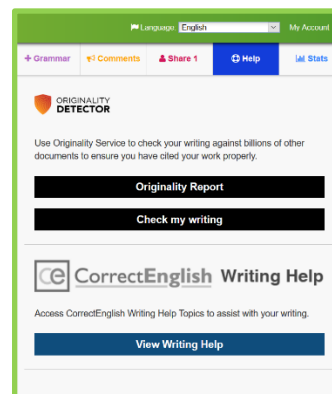 Language English My Account
+ Grammar Comments Share 1 Help Stats
ORIGINALITY
DETECTOR
Use Originality Service to check your writing against billions of other
documents to ensure you have cited your work properly.
Originality Report
Check my writing
ce CorrectEnglish Writing Help
Access CorrectEnglish Writing Help Topics to assist with your writing.
View Writing Help